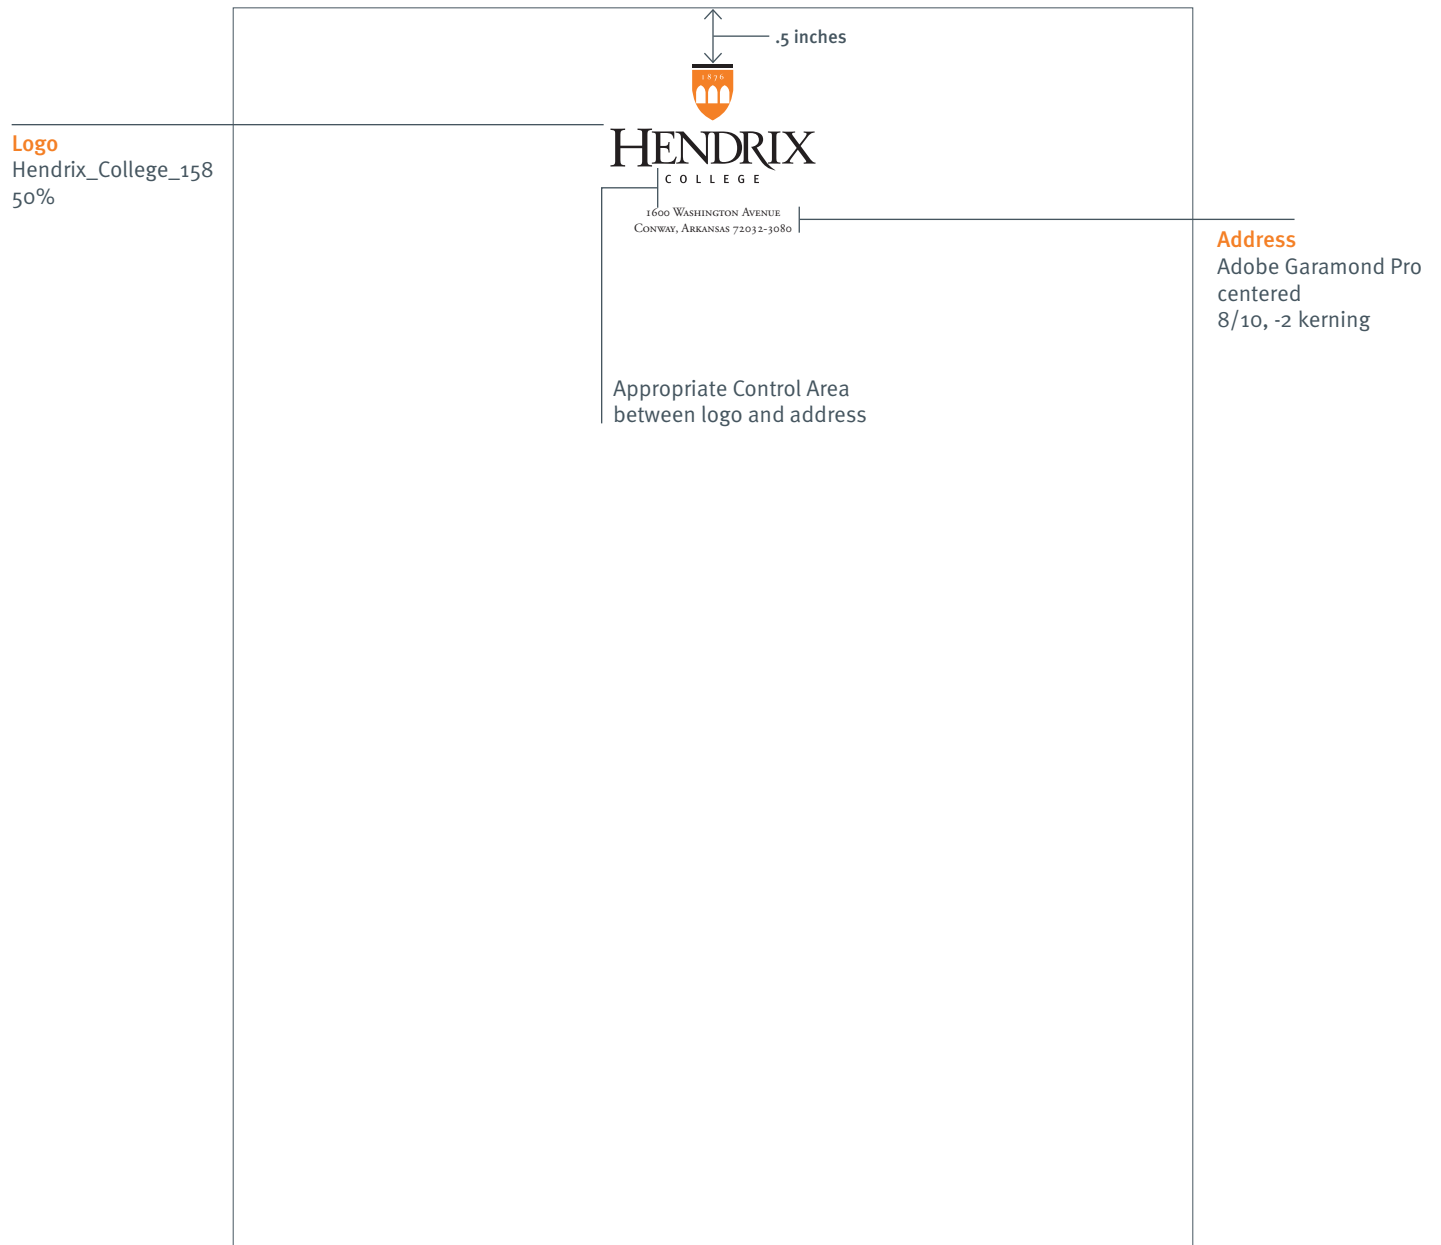 .5 inches
1876
HENDRIX
COLLEGE
Logo
Hendrix_College_158
50%
1600 Washington Avenue
Conway, Arkansas 72032-3080
Address
Adobe Garamond Pro
centered
8/10, -2 kerning
Appropriate Control Area
between logo and address